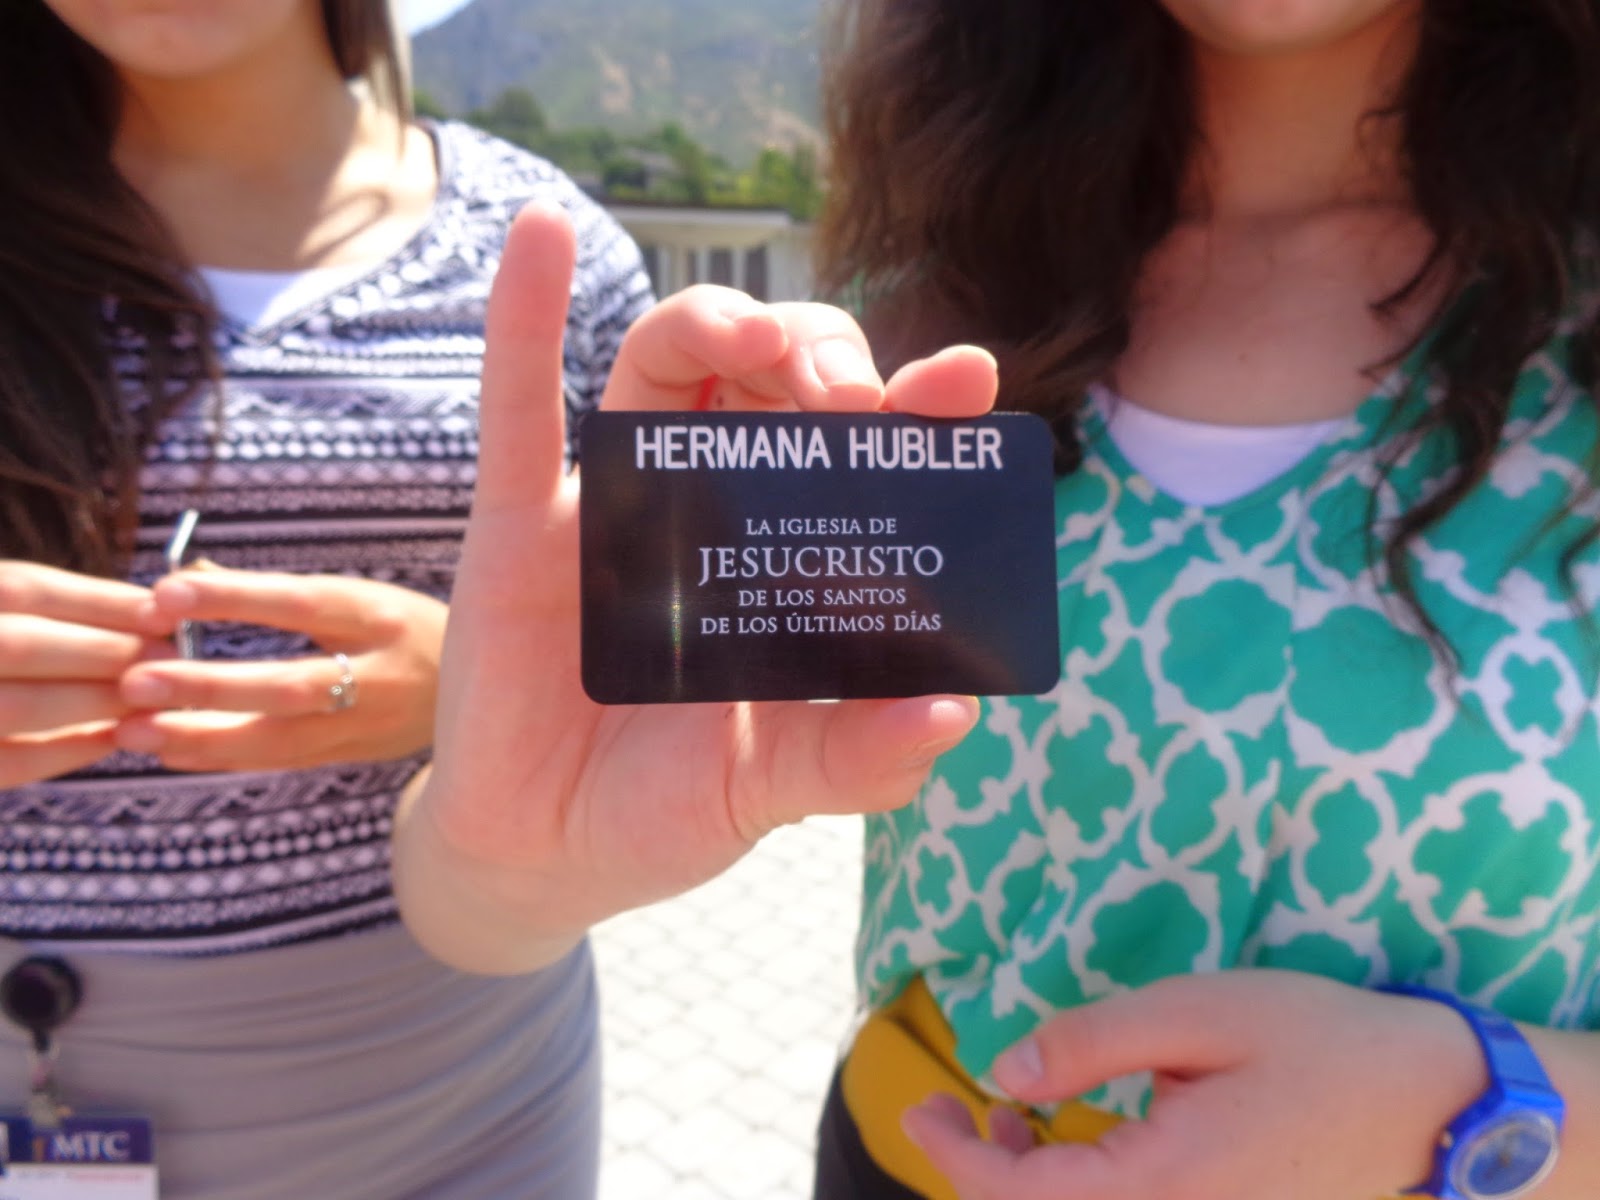 HERMANA HUBLER
LA IGLESIA DE
JESUCRISTO
DE LOS SANTOS
DE LOS ÚLTIMOS DÍAS
MTC